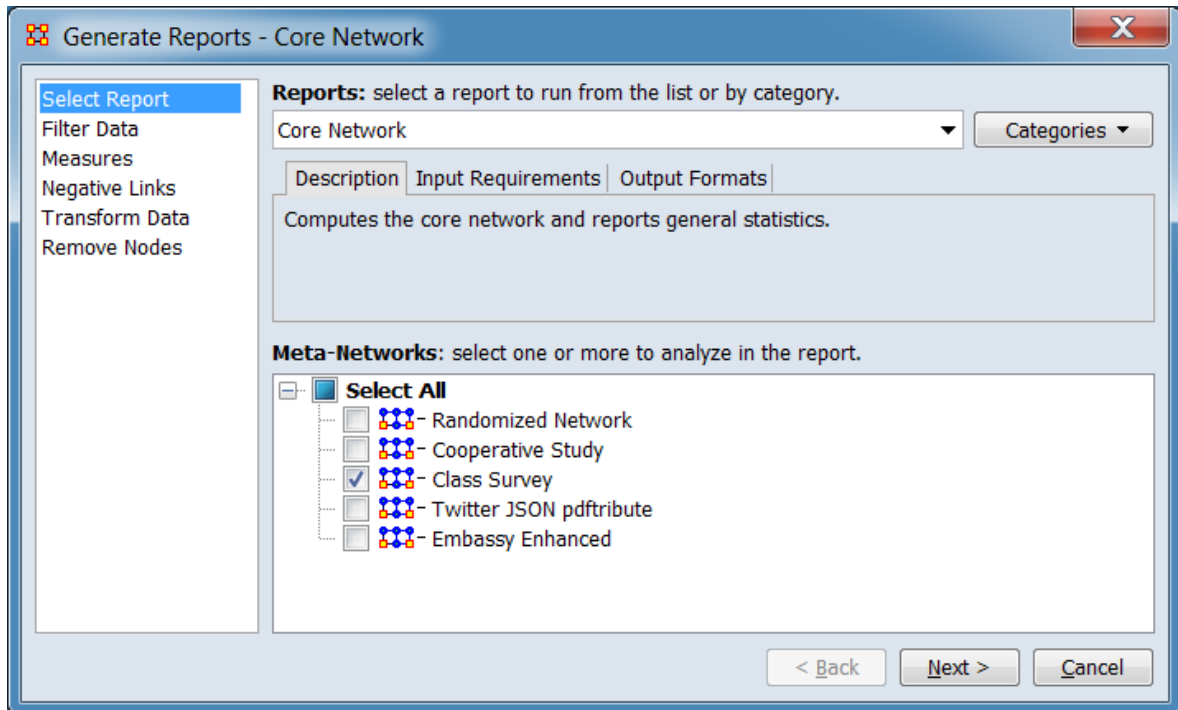 Generate Reports - Core Network
X
Select Report
Filter Data
Measures
Negative Links
Transform Data
Remove Nodes
Reports: select a report to run from the list or by category.
Core Network
Categories
Description
Input Requirements
Output Formats
Computes the core network and reports general statistics.
Meta-Networks: select one or more to analyze in the report.
Select All
Randomized Network
Cooperative Study
Class Survey
Twitter JSON pdftribute
Embassy Enhanced
< Back
Next >
Cancel